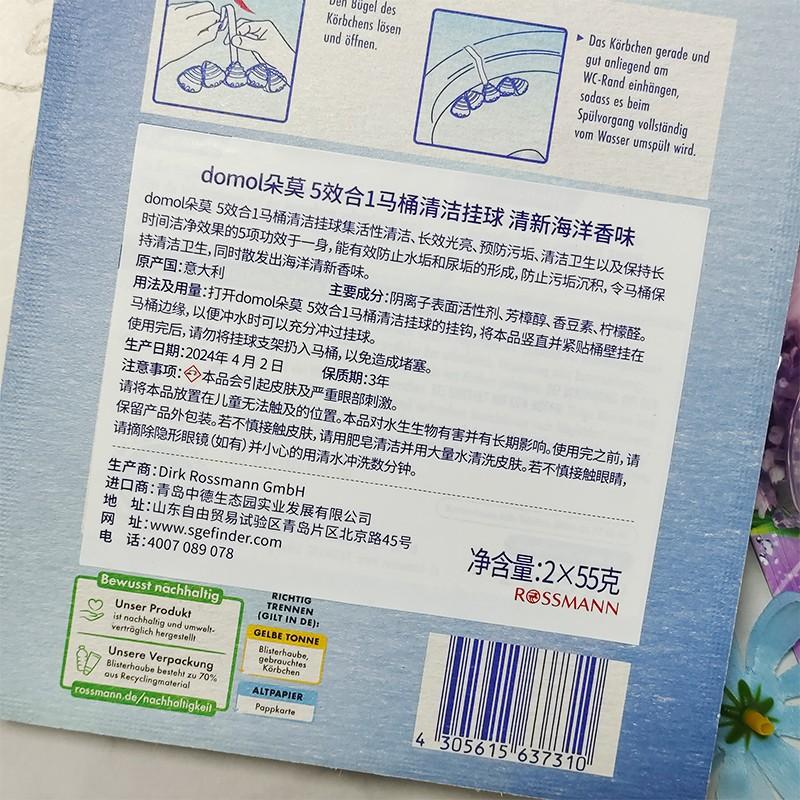 Den Bügel des
Körbchens lösen
und öffnen.
▸ Das Körbchen gerade und
gut anliegend am
WC-Rand einhängen,
sodass es beim
Spülvorgang vollständig
vom Wasser umspült wird.
domol朵莫 5效合1马桶清洁挂球 清新海洋香味
domol朵莫 5效合1马桶清洁挂球集活性清洁、长效光亮、预防污垢、清洁卫生以及保持长
时间洁净效果的5项功效于一身,能有效防止水垢和尿垢的形成,防止污垢沉积,令马桶保
持清洁卫生,同时散发出海洋清新香味。
原产国:意大利 主要成分:阴离子表面活性剂、芳樟醇、香豆素、柠檬醛。
用法及用量:打开domol朵莫 5效合1马桶清洁挂球的挂钩,将本品竖直并紧贴桶壁挂在
马桶边缘,以便冲水时可以充分冲过挂球。
使用完后,请勿将挂球支架扔入马桶,以免造成堵塞。
生产日期:2024年 4 月 2 日 保质期:3年
注意事项:本品会引起皮肤及严重眼部刺激。
请将本品放置在儿童无法触及的位置。本品对水生生物有害并有长期影响。使用完之前,请
保留产品外包装。若不慎接触皮肤,请用肥皂清洁并用大量水清洗皮肤。若不慎接触眼睛,
请摘除隐形眼镜(如有)并小心的用清水冲洗数分钟。
生产商:Dirk Rossmann GmbH
进口商:青岛中德生态园实业发展有限公司
地 址:山东自由贸易试验区青岛片区北京路45号
网 址:www.sgefinder.com
电 话:4007 089 078
净含量:2×55克
ROSSMANN
Bewusst nachhaltig
Unser Produkt
ist nachhaltig und umwelt-
verträglich hergestellt
Unsere Verpackung
Blisterhaube besteht zu 70%
aus Recyclingmaterial
rossmann.de/nachhaltigkeit
RICHTIG
TRENNEN
(GILT IN DE):
GELBE TONNE
Blisterhaube,
gebrauchtes
Körbchen
ALTPAPIER
Pappkarte
4 305615 637310